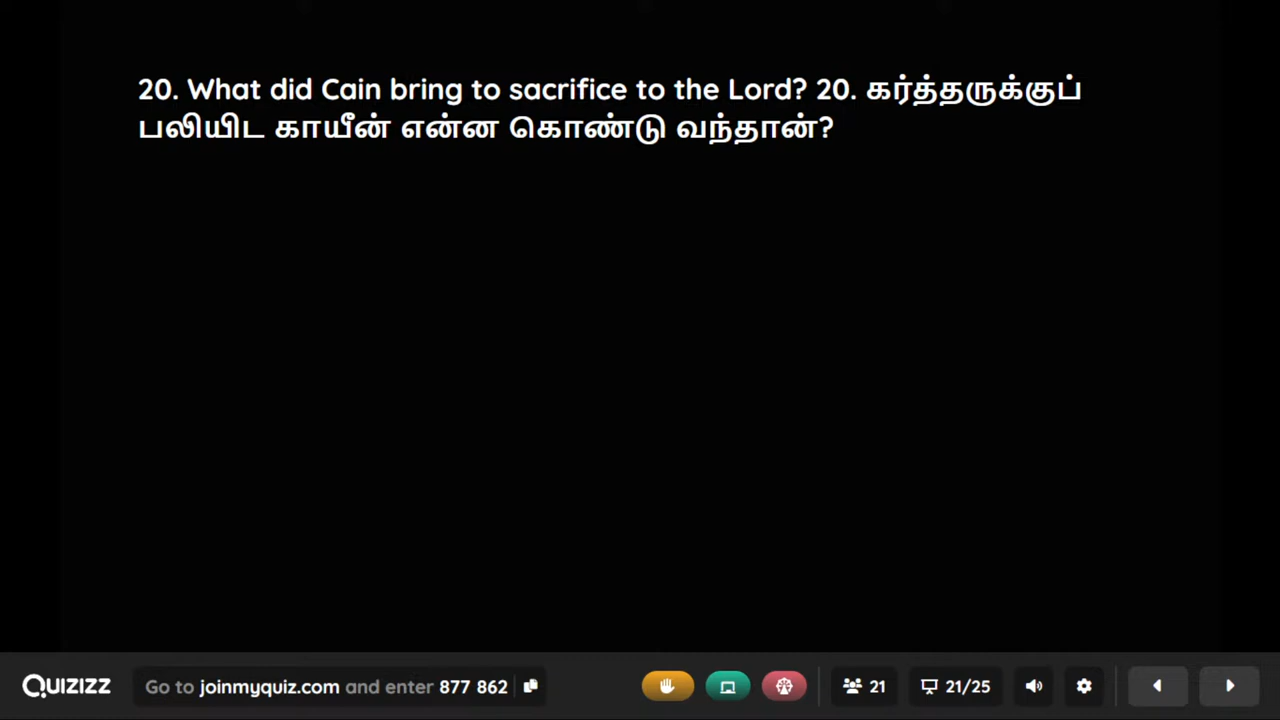 20. What did Cain bring to sacrifice to the Lord? 20. கர்த்தருக்குப்
பலியிட காயீன் என்ன கொண்டு வந்தான்?
QUIZIZZ Go to joinmyquiz.com and enter 877 862 21 21/25